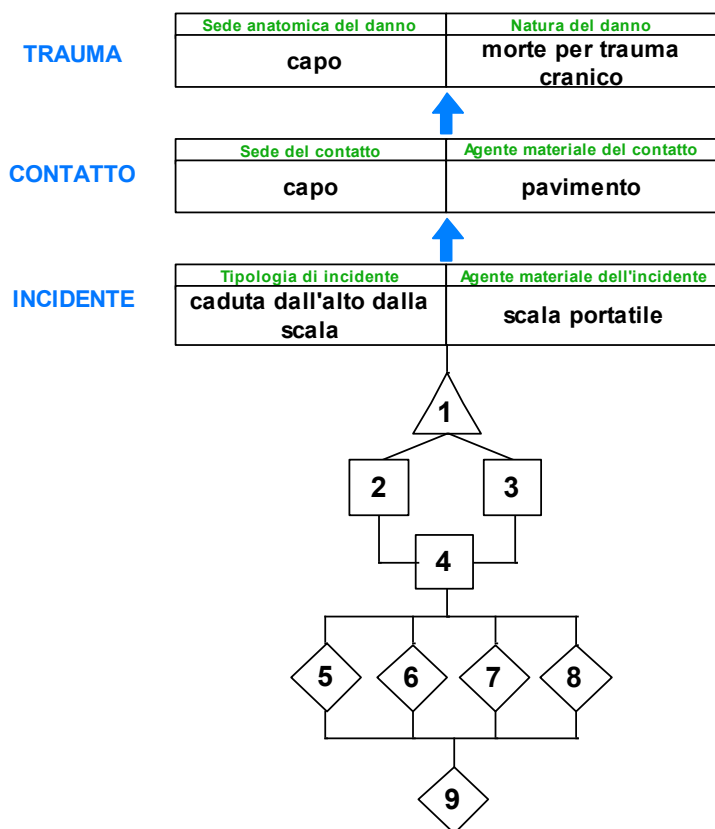 Sede anatomica del danno
Natura del danno
TRAUMA
capo
morte per trauma
cranico
Sede del contatto
Agente materiale del contatto
CONTATTO
capo
pavimento
Tipologia di incidente
Agente materiale dell'incidente
INCIDENTE
caduta dall'alto dalla
scala
scala portatile
1
2
3
4
5
6
7
8
9